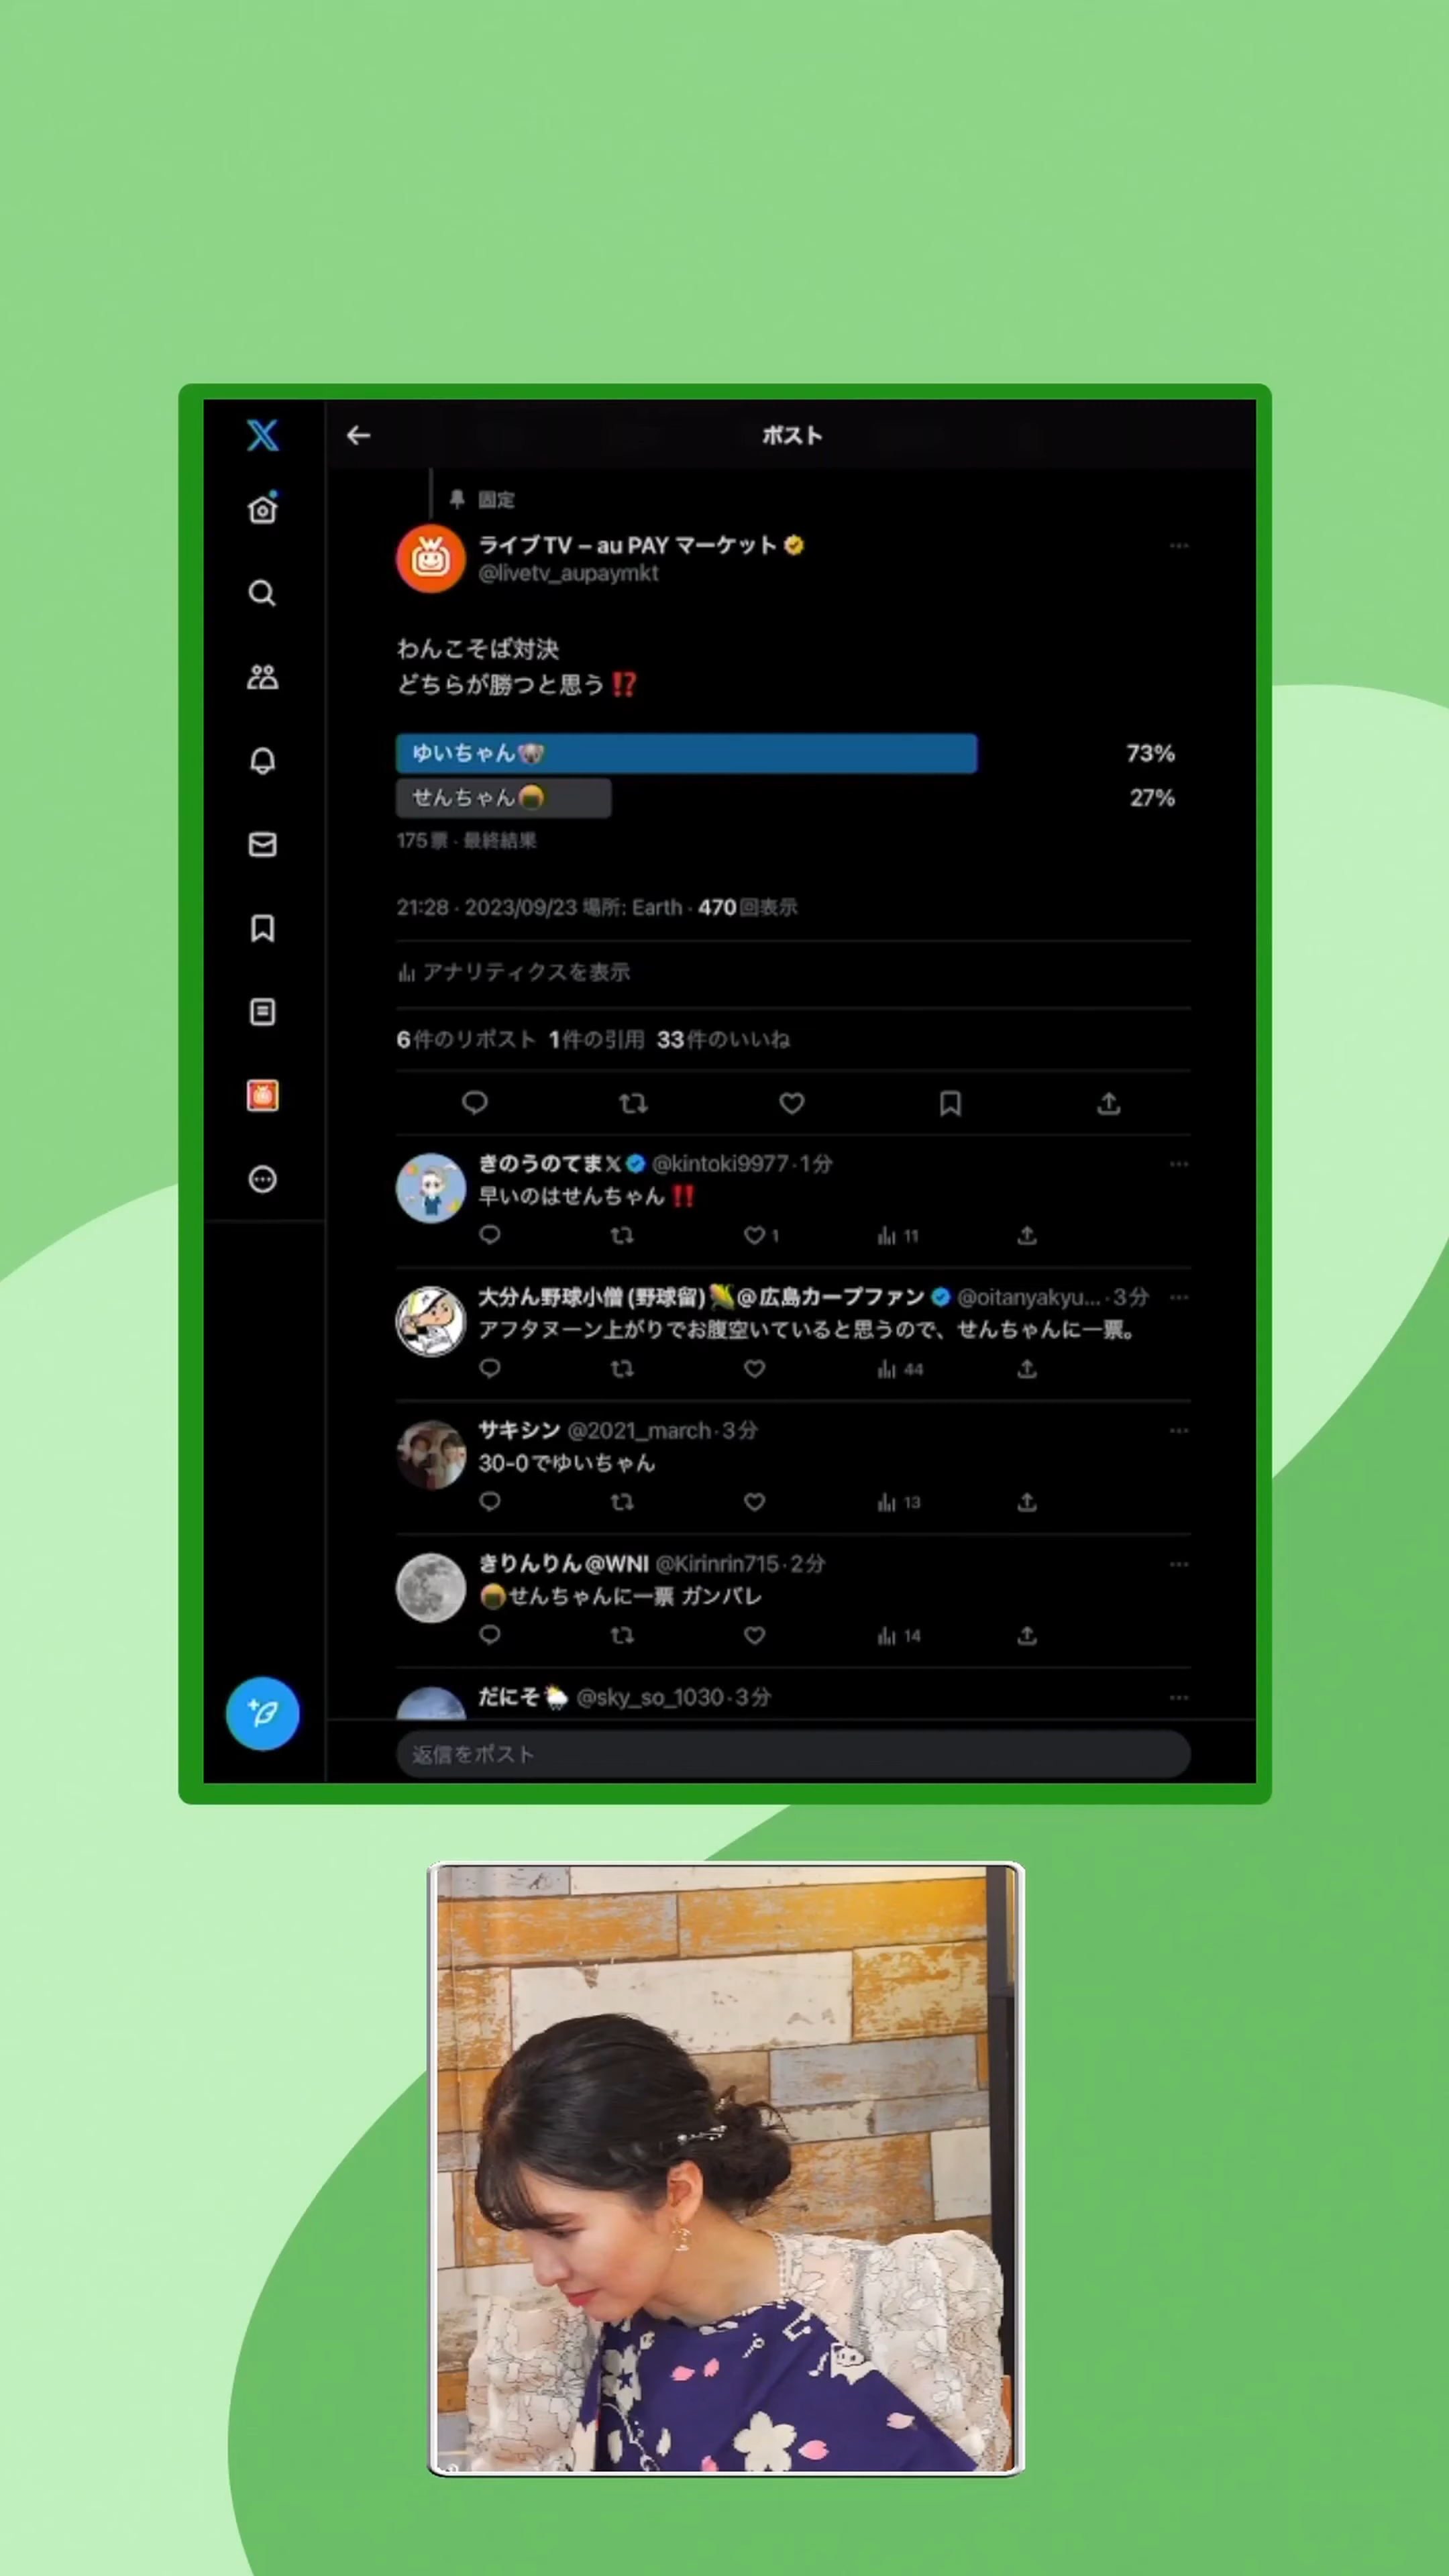 ポスト
固定
ライブTV – au PAY マーケット
@livetv_aupaymkt
わんこそば対決
どちらが勝つと思う⁉️
ゆいちゃん🐨 73%
せんちゃん🍘 27%
175票 · 最終結果
21:28 · 2023/09/23 場所: Earth · 470回表示
アナリティクスを表示
6件のリポスト 1件の引用 33件のいいね
きのうのてま𝕏 @kintoki9977·1分
早いのはせんちゃん‼️
1 11
大分ん野球小僧 (野球留)🌽@広島カープファン @oitanyakyu... · 3分
アフタヌーン上がりでお腹空いていると思うので、せんちゃんに一票。
44
サキシン @2021_march·3分
30-0でゆいちゃん
13
きりんりん@WNI @Kirinrin715·2分
🍘せんちゃんに一票 ガンバレ
14
だにそ🌦️ @sky_so_1030·3分
返信をポスト